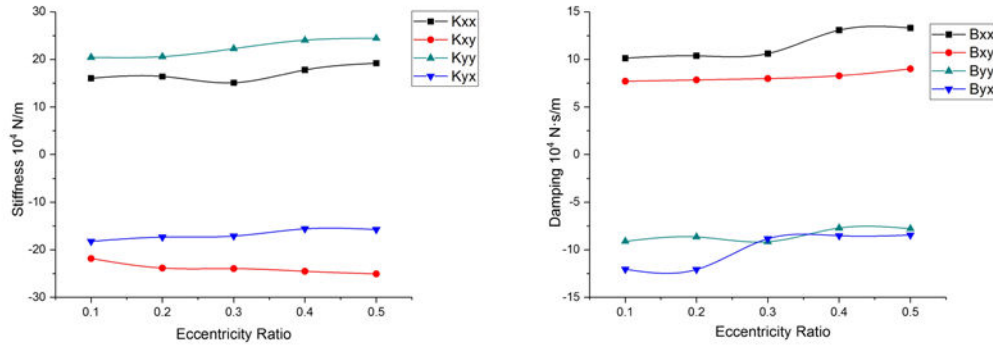 Kxx
Kxy
Kyy
Kyx
30
20
10
0
-10
-20
-30
Stiffness 10⁴ N/m
0.1 0.2 0.3 0.4 0.5
Eccentricity Ratio
Bxx
Bxy
Byy
Byx
15
10
5
0
-5
-10
-15
Damping 10⁴ N·s/m
0.1 0.2 0.3 0.4 0.5
Eccentricity Ratio